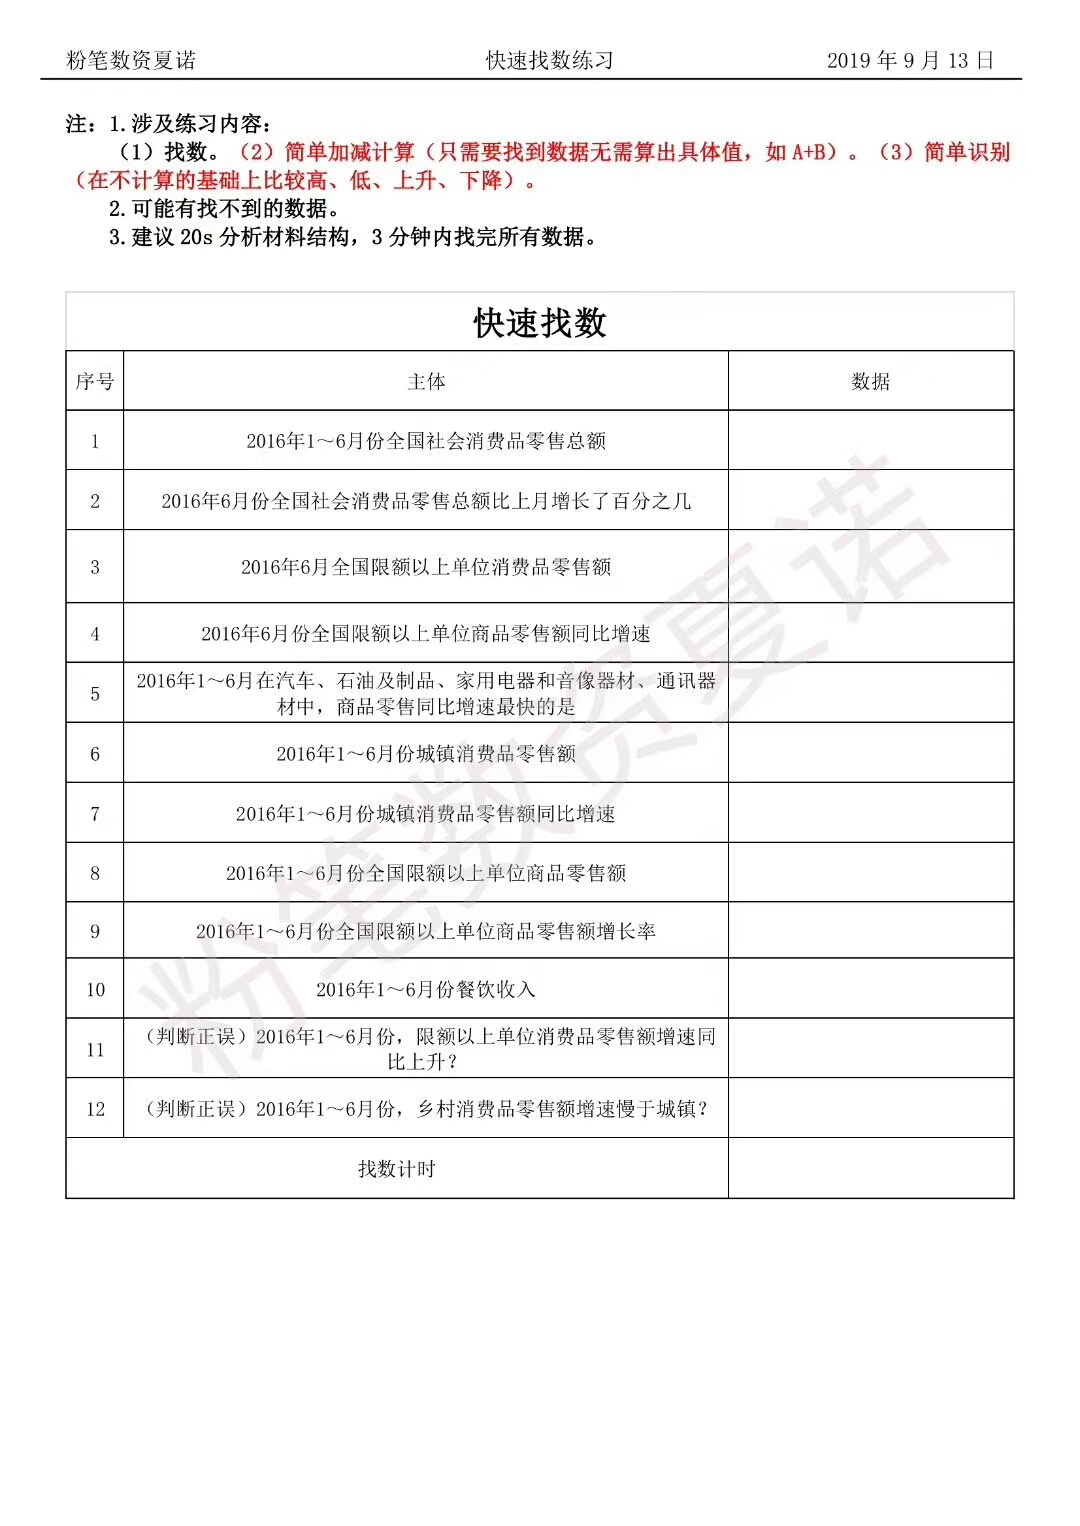 粉笔数资夏诺 快速找数练习 2019 年 9 月 13 日
注：1.涉及练习内容：
（1）找数。（2）简单加减计算（只需要找到数据无需算出具体值，如 A+B）。（3）简单识别
（在不计算的基础上比较高、低、上升、下降）。
2.可能有找不到的数据。
3.建议 20s 分析材料结构，3 分钟内找完所有数据。
快速找数
序号 主体 数据
1 2016年1～6月份全国社会消费品零售总额
2 2016年6月份全国社会消费品零售总额比上月增长了百分之几
3 2016年6月全国限额以上单位消费品零售额
4 2016年6月份全国限额以上单位商品零售额同比增速
5 2016年1～6月在汽车、石油及制品、家用电器和音像器材、通讯器
材中，商品零售同比增速最快的是
6 2016年1～6月份城镇消费品零售额
7 2016年1～6月份城镇消费品零售额同比增速
8 2016年1～6月份全国限额以上单位商品零售额
9 2016年1～6月份全国限额以上单位商品零售额增长率
10 2016年1～6月份餐饮收入
11 （判断正误）2016年1～6月份，限额以上单位消费品零售额增速同
比上升？
12 （判断正误）2016年1～6月份，乡村消费品零售额增速慢于城镇？
找数计时
粉笔数资夏诺